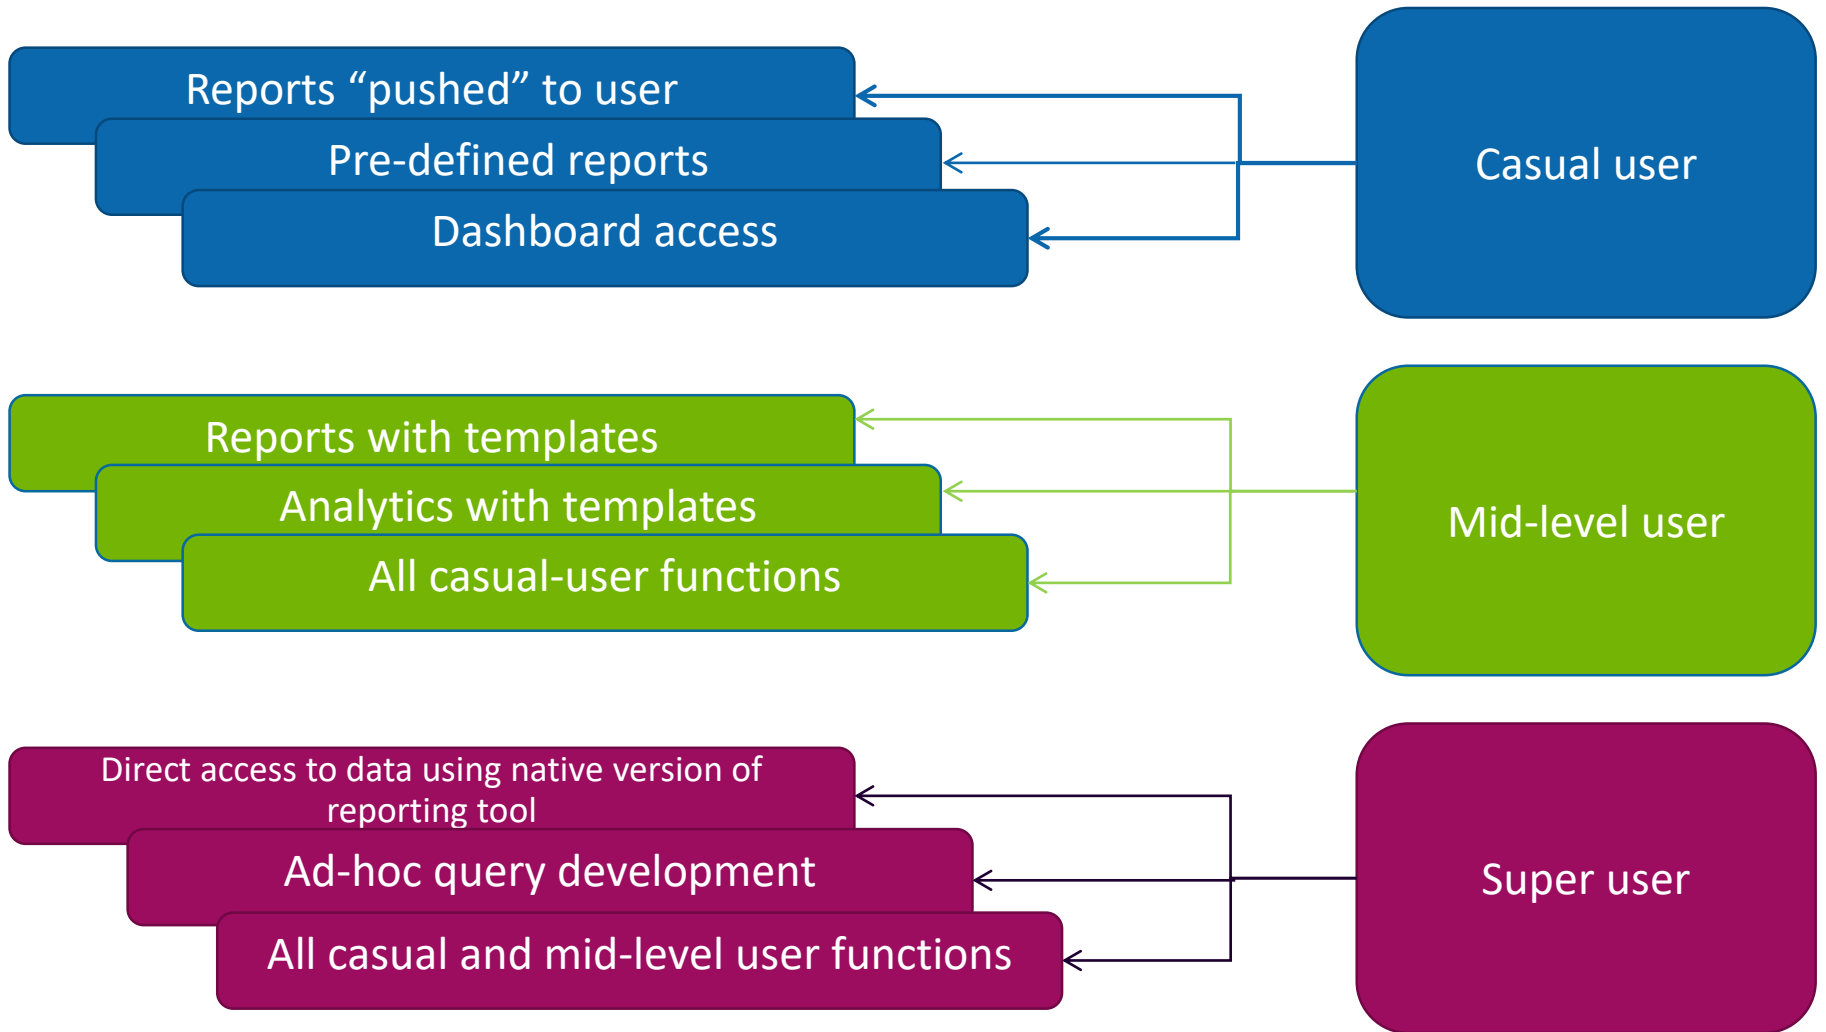 Reports “pushed” to user
Pre-defined reports
Dashboard access
Casual user
Reports with templates
Analytics with templates
All casual-user functions
Mid-level user
Direct access to data using native version of
reporting tool
Ad-hoc query development
All casual and mid-level user functions
Super user